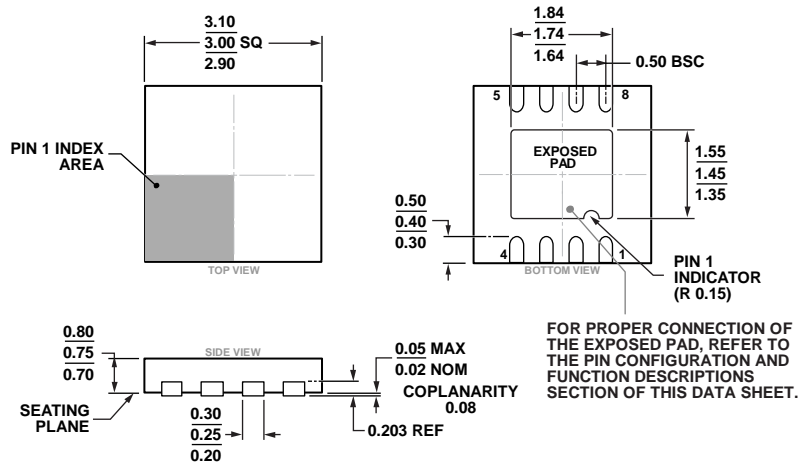 3.10
3.00 SQ
2.90
PIN 1 INDEX
AREA
TOP VIEW
1.84
1.74
1.64
0.50 BSC
5
8
EXPOSED
PAD
1.55
1.45
1.35
0.50
0.40
0.30
4
1
BOTTOM VIEW
PIN 1
INDICATOR
(R 0.15)
FOR PROPER CONNECTION OF
THE EXPOSED PAD, REFER TO
THE PIN CONFIGURATION AND
FUNCTION DESCRIPTIONS
SECTION OF THIS DATA SHEET.
0.80
0.75
0.70
SIDE VIEW
SEATING
PLANE
0.30
0.25
0.20
0.05 MAX
0.02 NOM
COPLANARITY
0.08
0.203 REF